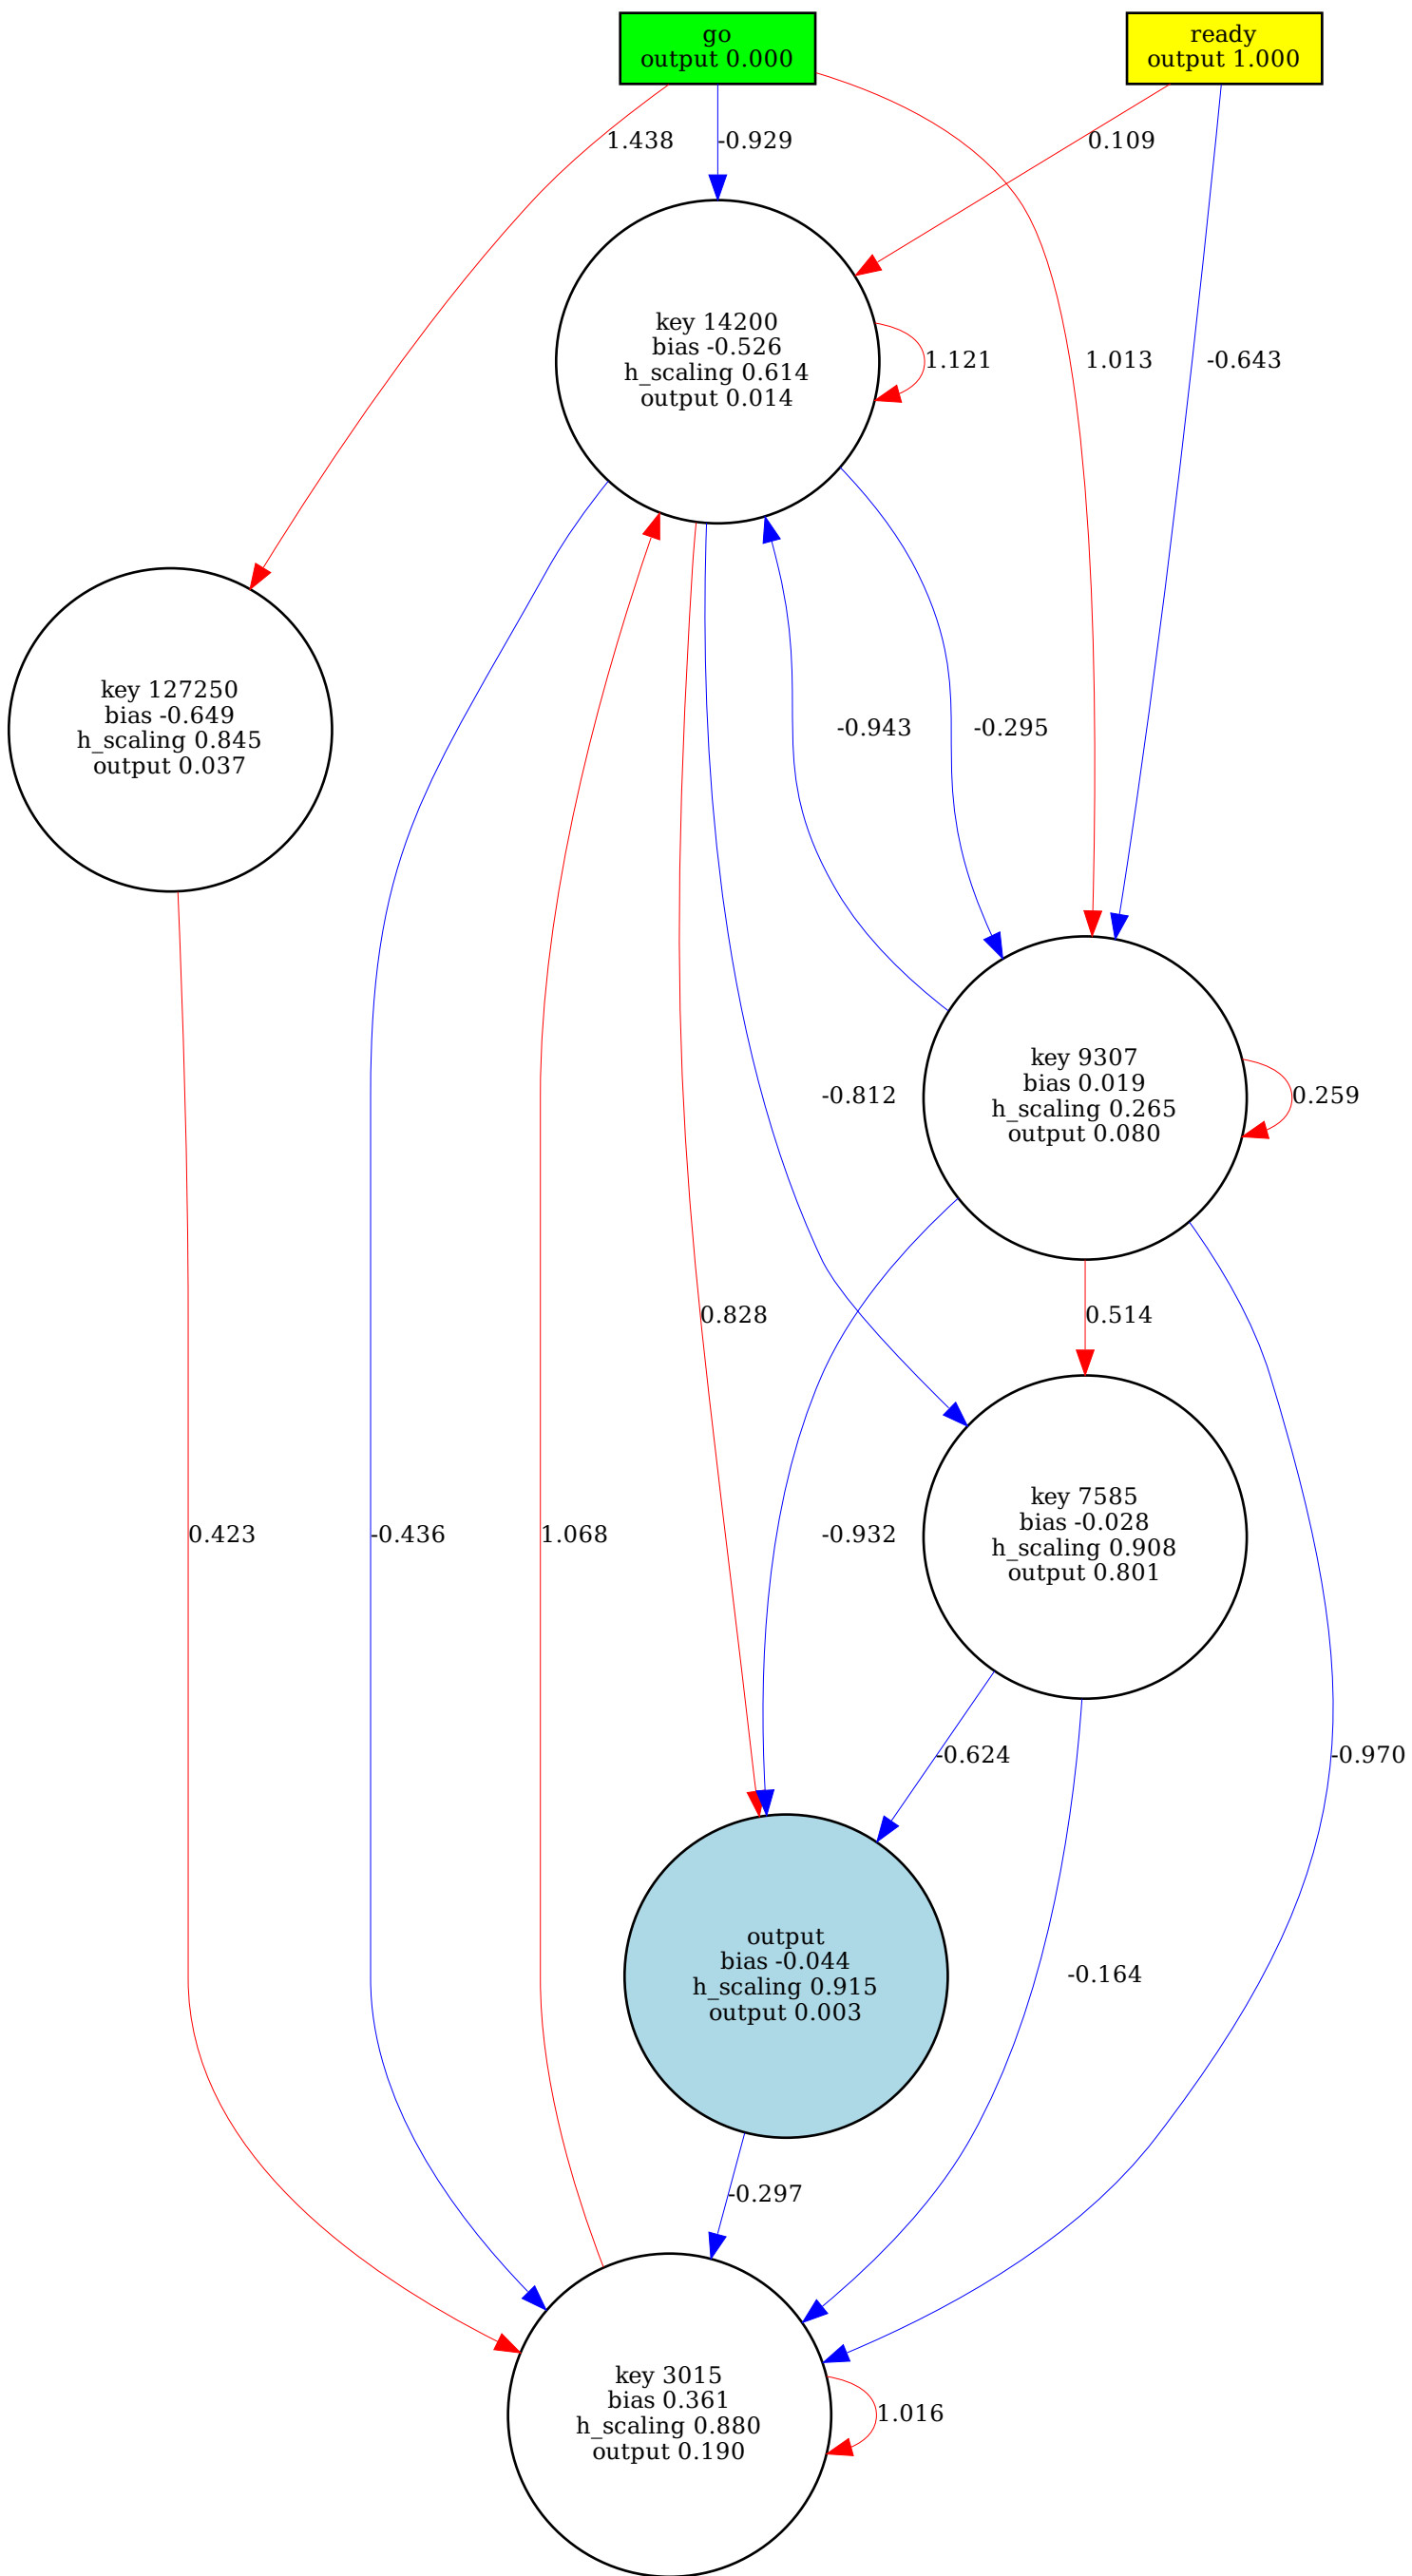 go
output 0.000
ready
output 1.000
1.438
-0.929
0.109
key 14200
bias -0.526
h_scaling 0.614
output 0.014
1.121
1.013
-0.643
key 127250
bias -0.649
h_scaling 0.845
output 0.037
-0.943
-0.295
key 9307
bias 0.019
h_scaling 0.265
output 0.080
-0.812
0.259
0.828
0.514
key 7585
bias -0.028
h_scaling 0.908
output 0.801
0.423
-0.436
1.068
-0.932
-0.624
-0.970
output
bias -0.044
h_scaling 0.915
output 0.003
-0.164
-0.297
key 3015
bias 0.361
h_scaling 0.880
output 0.190
1.016